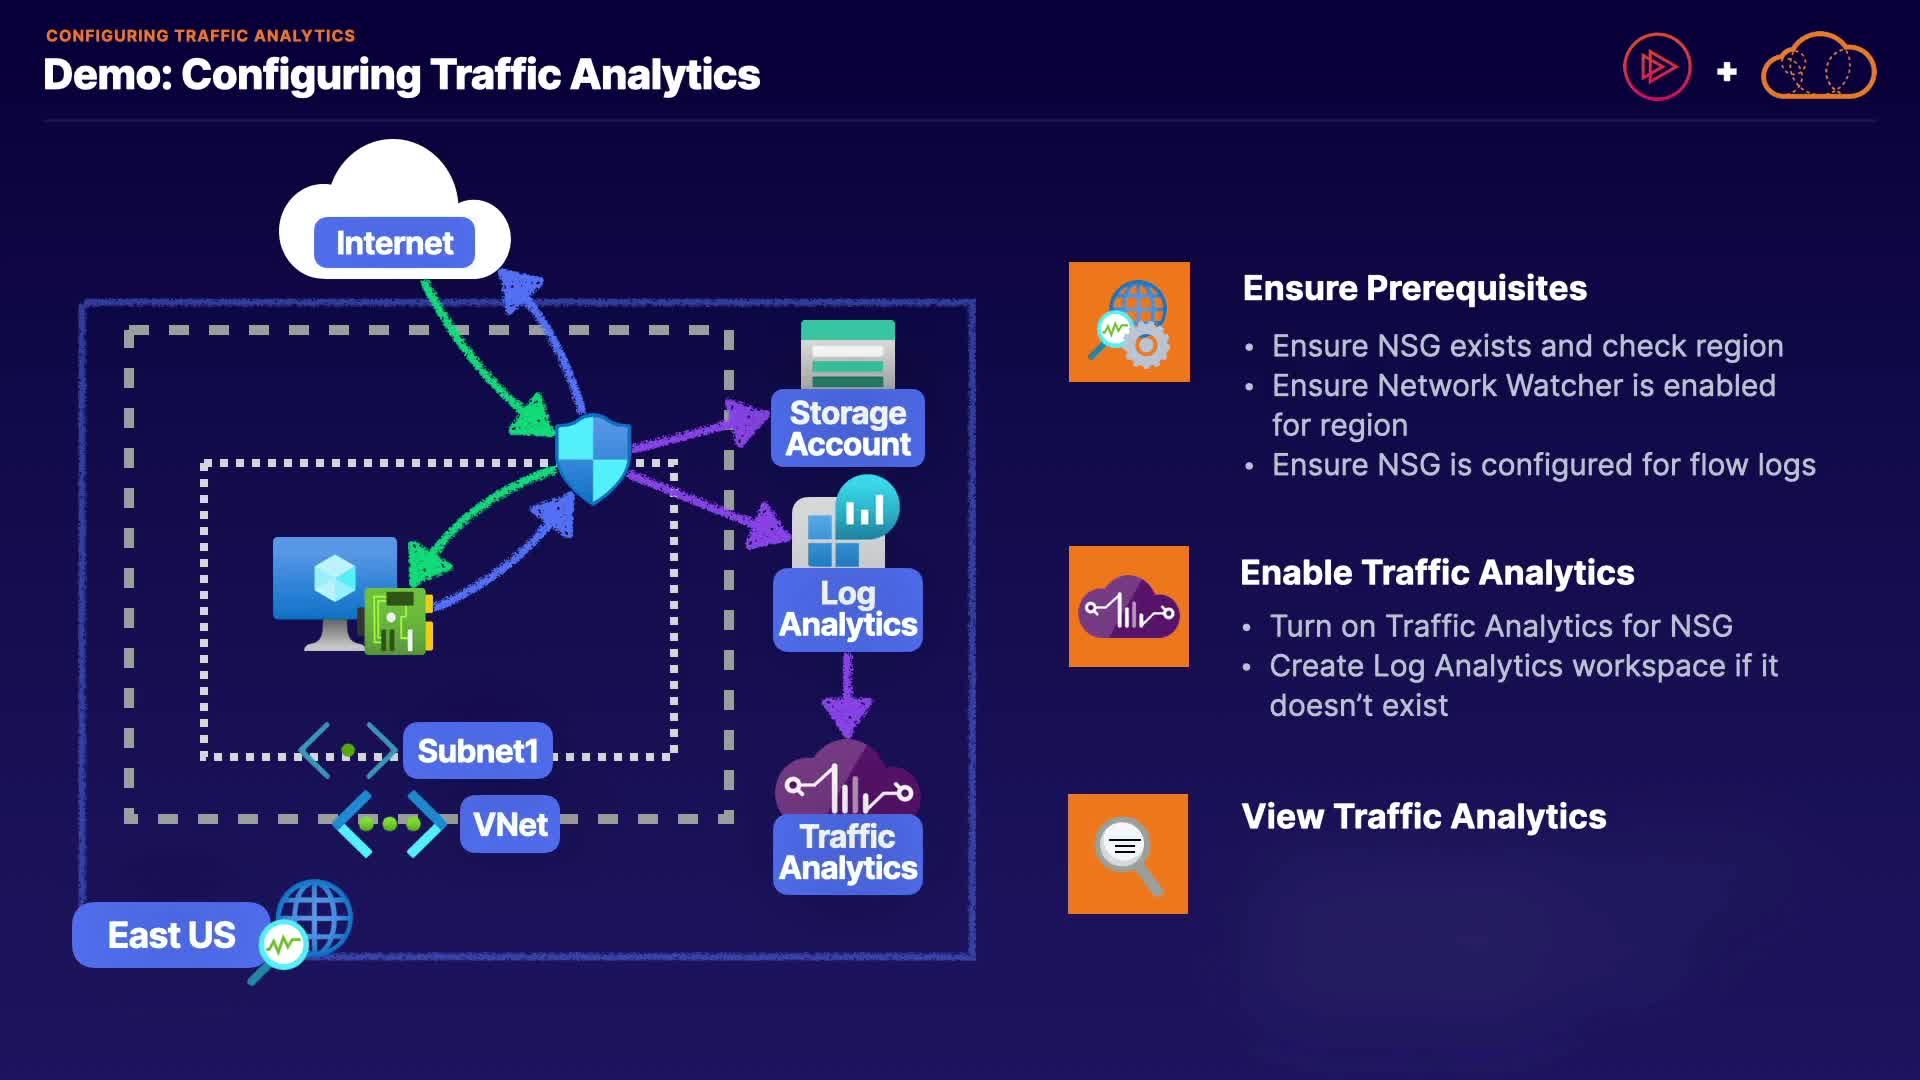 CONFIGURING TRAFFIC ANALYTICS
Demo: Configuring Traffic Analytics
Internet
Storage
Account
Log
Analytics
Subnet1
VNet
Traffic
Analytics
East US
Ensure Prerequisites
• Ensure NSG exists and check region
• Ensure Network Watcher is enabled
for region
• Ensure NSG is configured for flow logs
Enable Traffic Analytics
• Turn on Traffic Analytics for NSG
• Create Log Analytics workspace if it
doesn’t exist
View Traffic Analytics